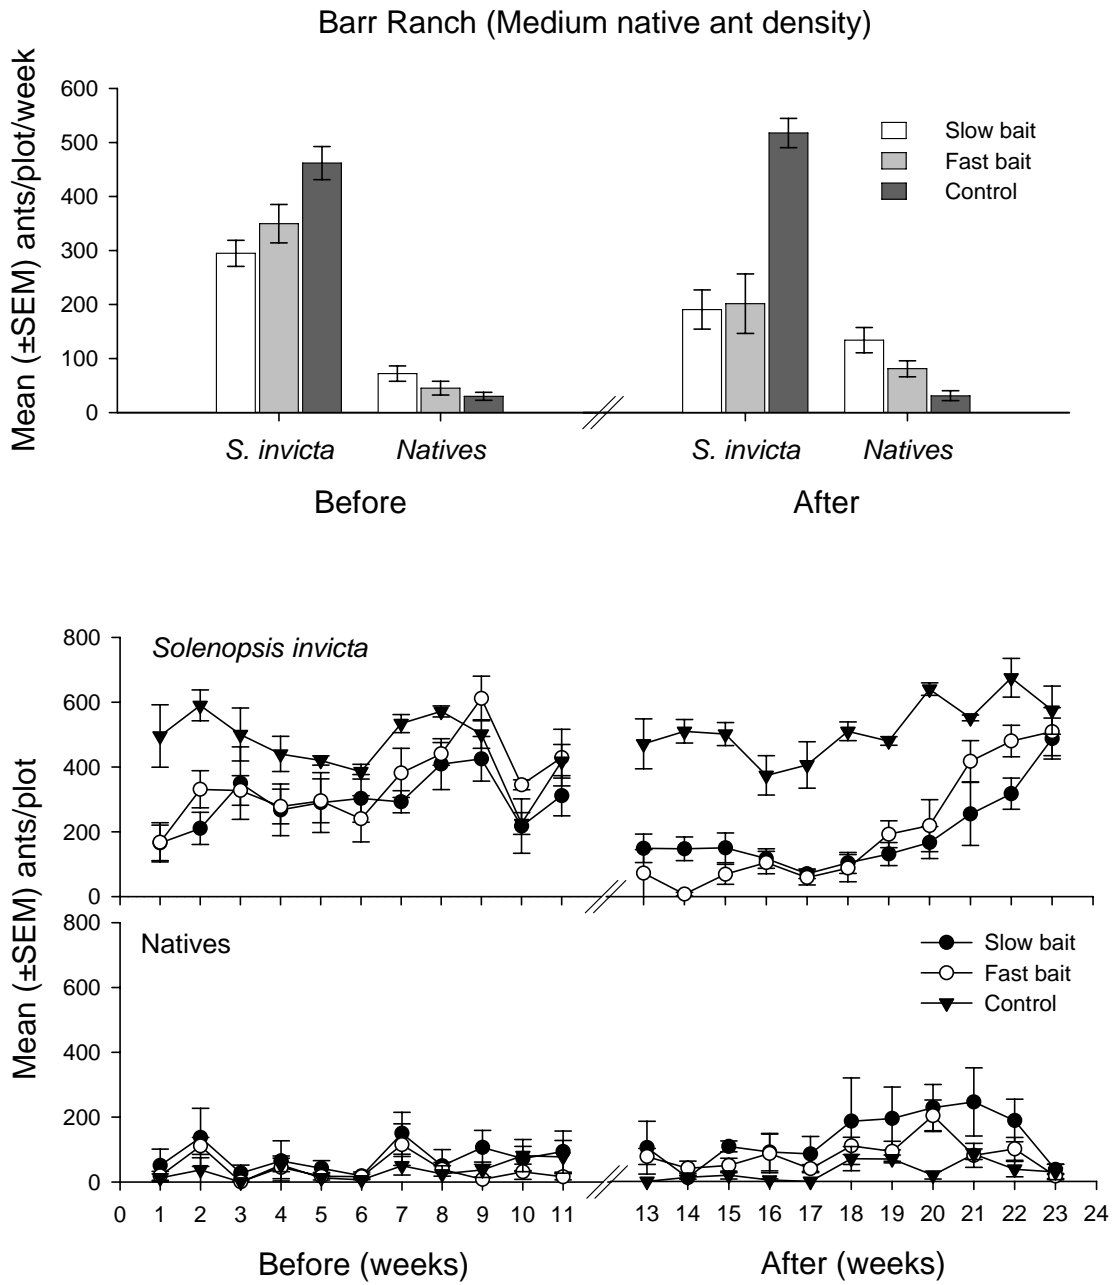 Barr Ranch (Medium native ant density)
Mean (±SEM) ants/plot/week
600
500
400
300
200
100
0
Slow bait
Fast bait
Control
S. invicta Natives S. invicta Natives
Before After
Mean (±SEM) ants/plot
800
600
400
200
0
Solenopsis invicta
800
600
400
200
0
Natives
Slow bait
Fast bait
Control
0 1 2 3 4 5 6 7 8 9 10 11 13 14 15 16 17 18 19 20 21 22 23 24
Before (weeks) After (weeks)